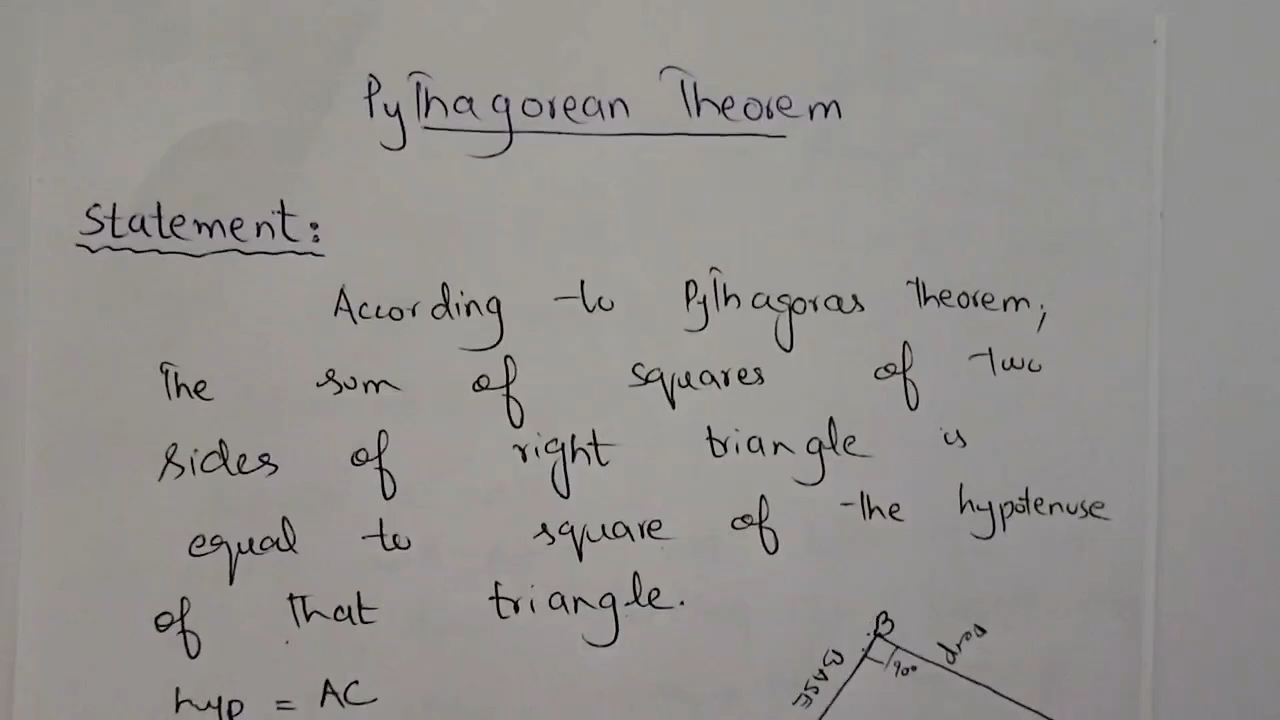 Pythagorean Theorem
Statement:
According to Pythagoras Theorem,
The sum of squares of two
sides of right triangle is
equal to square of the hypotenuse
of that triangle.
B
90°
BASE
hyp = AC